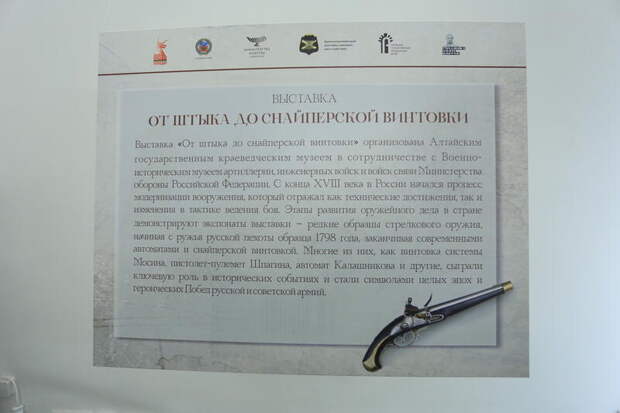 ВЫСТАВКА
ОТ ШТЫКА ДО СНАЙПЕРСКОЙ ВИНТОВКИ
Выставка «От штыка до снайперской винтовки» организована Алтайским
государственным краеведческим музеем в сотрудничестве с Военно-
историческим музеем артиллерии, инженерных войск и войск связи Министерства
обороны Российской Федерации. С конца XVIII века в России начался процесс
модернизации вооружения, который отражал как технические достижения, так и
изменения в тактике ведения боя. Этапы развития оружейного дела в стране
демонстрируют экспонаты выставки – редкие образцы стрелкового оружия,
начиная с ружья русской пехоты образца 1798 года, заканчивая современными
автоматами и снайперской винтовкой. Многие из них, как винтовка системы
Мосина, пистолет-пулемет Шпагина, автомат Калашникова и другие, сыграли
ключевую роль в исторических событиях и стали символами целых эпох и
героических Побед русской и советской армий.